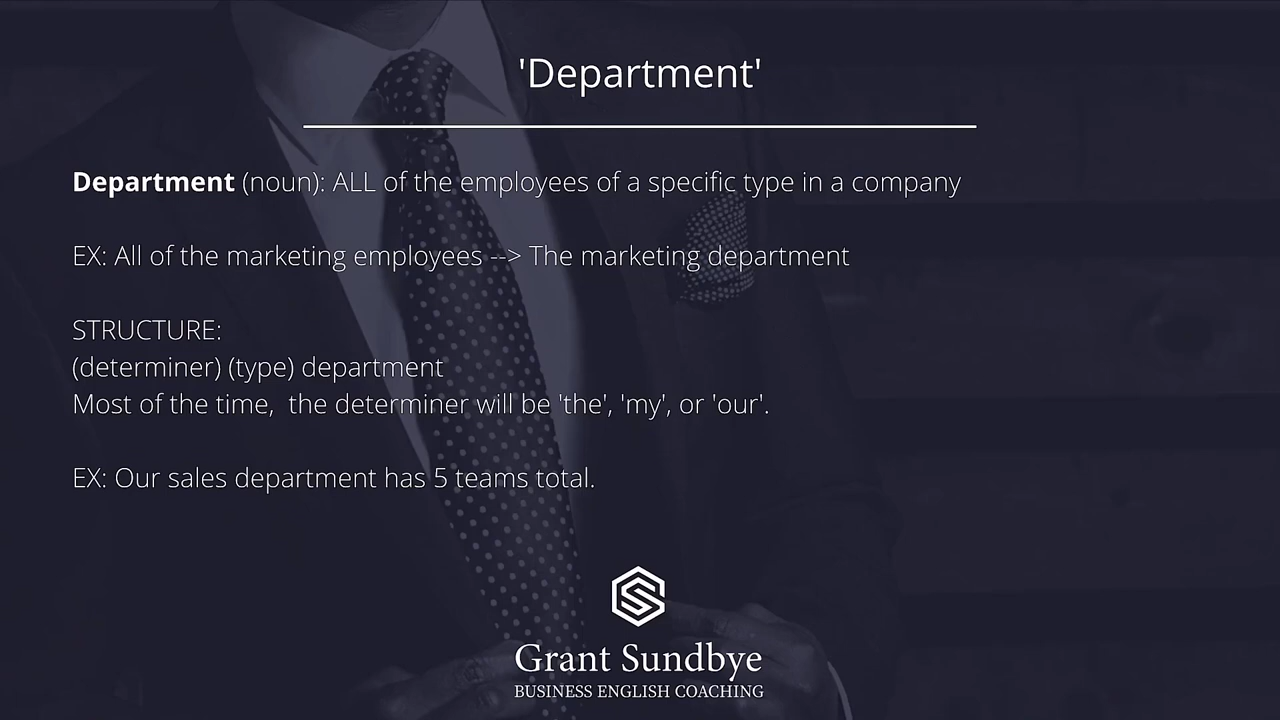 'Department'
Department (noun): ALL of the employees of a specific type in a company
EX: All of the marketing employees --> The marketing department
STRUCTURE:
(determiner) (type) department
Most of the time,  the determiner will be 'the', 'my', or 'our'.
EX: Our sales department has 5 teams total.
Grant Sundbye
BUSINESS ENGLISH COACHING